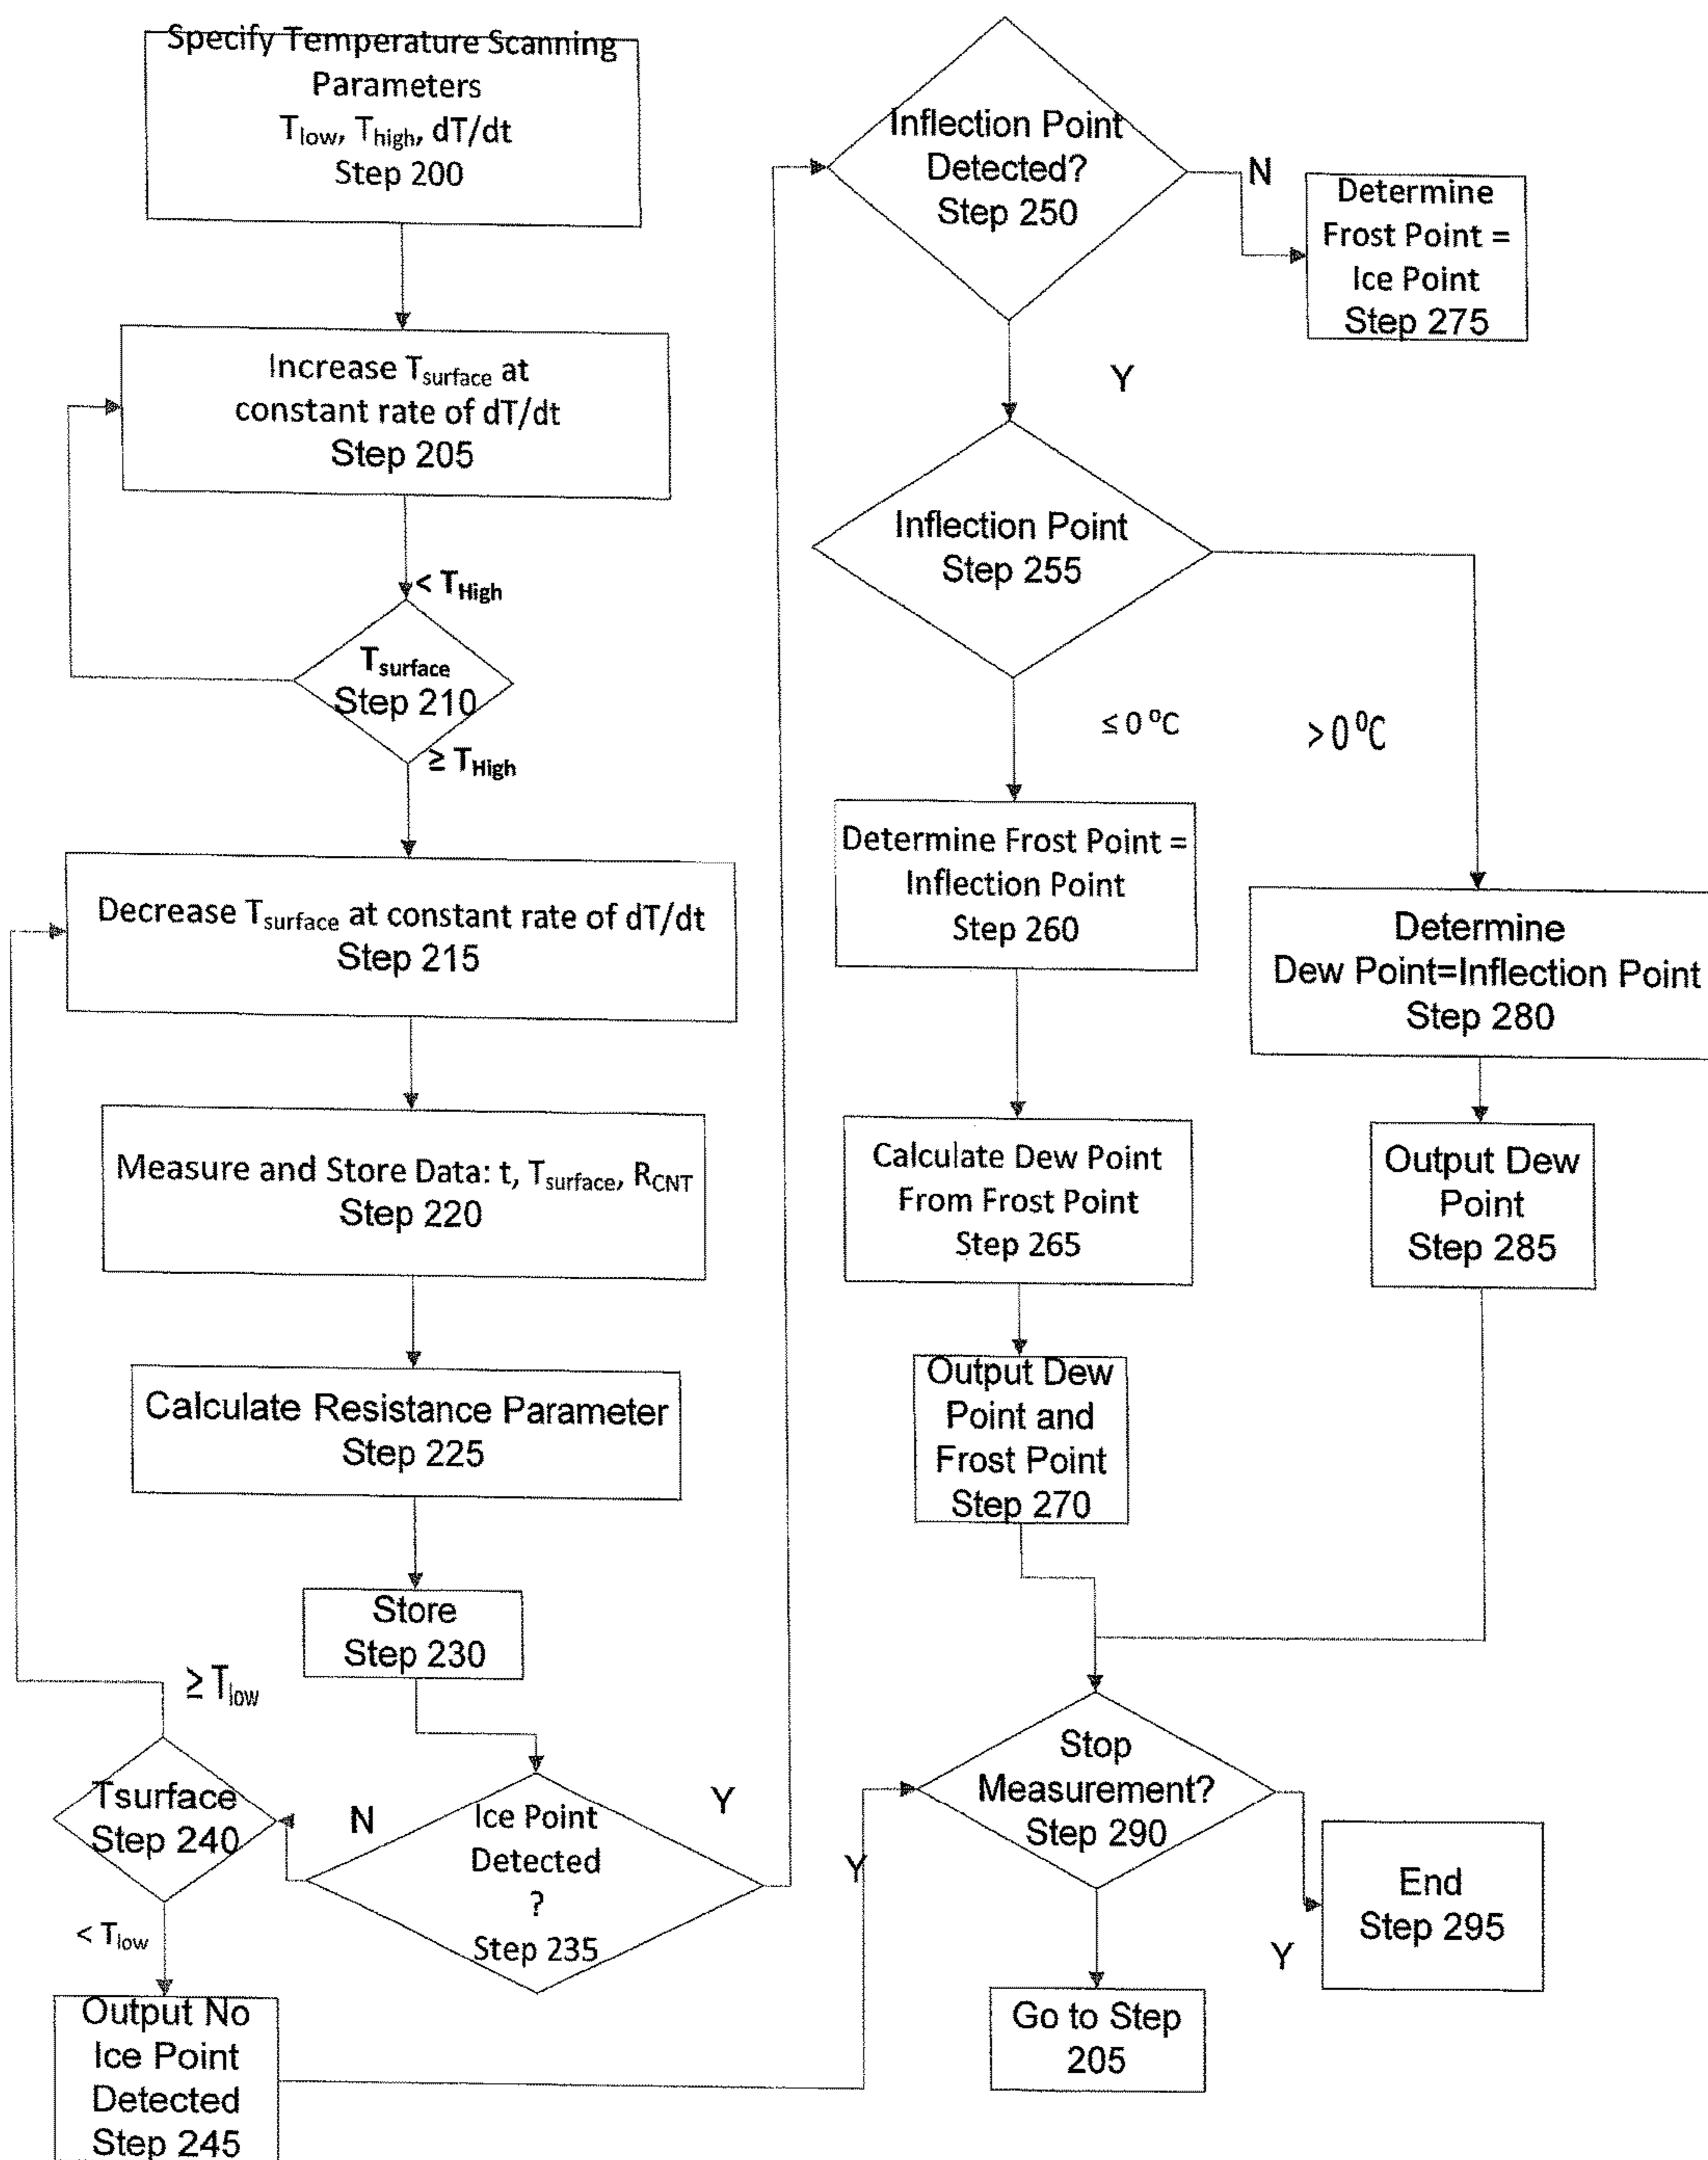 Specify Temperature Scanning
Parameters
Tlow, Thigh, dT/dt
Step 200
Increase Tsurface at
constant rate of dT/dt
Step 205
< THigh
Tsurface
Step 210
≥ THigh
Decrease Tsurface at constant rate of dT/dt
Step 215
Measure and Store Data: t, Tsurface, RCNT
Step 220
Calculate Resistance Parameter
Step 225
Store
Step 230
≥ Tlow
Tsurface
Step 240
N
Ice Point
Detected
?
Step 235
Y
< Tlow
Output No
Ice Point
Detected
Step 245
Inflection Point
Detected?
Step 250
N
Determine
Frost Point =
Ice Point
Step 275
Y
Inflection Point
Step 255
≤ 0 ⁰C
> 0 ⁰C
Determine Frost Point =
Inflection Point
Step 260
Determine
Dew Point=Inflection Point
Step 280
Calculate Dew Point
From Frost Point
Step 265
Output Dew
Point
Step 285
Output Dew
Point and
Frost Point
Step 270
Stop
Measurement?
Step 290
Y
Y
End
Step 295
Go to Step
205